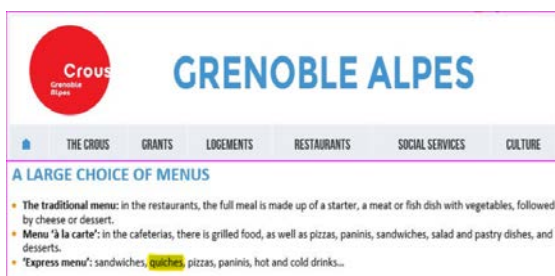 Crous
Grenoble
Alpes
GRENOBLE ALPES
THE CROUS GRANTS LOGEMENTS RESTAURANTS SOCIAL SERVICES CULTURE
A LARGE CHOICE OF MENUS
• The traditional menu: in the restaurants, the full meal is made up of a starter, a meat or fish dish with vegetables, followed
by cheese or dessert.
• Menu ‘à la carte’: in the cafeterias, there is grilled food, as well as pizzas, paninis, sandwiches, salad and pastry dishes, and
desserts.
• ‘Express menu’: sandwiches, quiches, pizzas, paninis, hot and cold drinks...